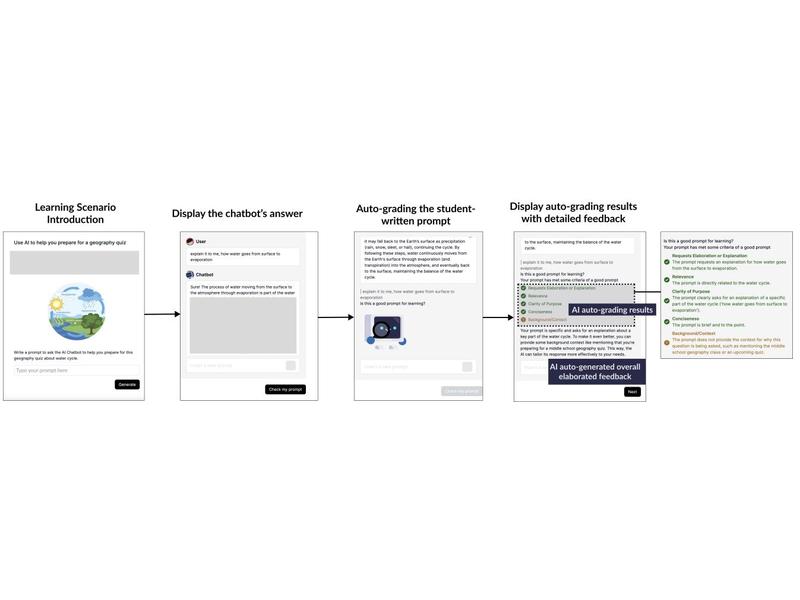 Learning Scenario
Introduction
Use AI to help you prepare for a geography quiz
Write a prompt to ask the AI Chatbot to help you prepare for this
geography quiz about water cycle.
Type your prompt here
Generate
Display the chatbot's answer
User
explain it to me, how water goes from surface to
evaporation
Chatbot
Sure! The process of water moving from the surface to
the atmosphere through evaporation is part of the water
Check my prompt
Auto-grading the student-
written prompt
it may fall back to the Earth's surface as precipitation
(rain, snow, sleet, or hail), continuing the cycle. By
following these steps, water continuously moves from
the Earth's surface through evaporation (and
transpiration) into the atmosphere, and eventually back
to the surface, maintaining the balance of the water
cycle.
explain it to me, how water goes from surface to
evaporation
Is this a good prompt for learning?
Check my prompt
Display auto-grading results
with detailed feedback
to the surface, maintaining the balance of the water
cycle.
explain it to me, how water goes from surface to
evaporation
Is this a good prompt for learning?
Your prompt has met some criteria of a good prompt
Requests Elaboration or Explanation
Relevance
Clarity of Purpose
Conciseness
Background/Context
AI auto-grading results
The prompt is specific and asks for an explanation of a
key part of the water cycle. To make it even better, you can
provide some background context like mentioning that you're
preparing for a middle school geography quiz. This way, the
AI can tailor its response more effectively to your needs.
AI auto-generated overall
elaborated feedback
Next
Is this a good prompt for learning?
Your prompt has met some criteria of a good prompt
Requests Elaboration or Explanation
The prompt requests an explanation for how water goes
from the surface to evaporation.
Relevance
The prompt is directly related to the water cycle.
Clarity of Purpose
The prompt clearly asks for an explanation of a specific
part of the water cycle ('how water goes from surface to
evaporation').
Conciseness
The prompt is brief and to the point.
Background/Context
The prompt does not provide the context for why this
question is being asked, such as mentioning the middle
school geography class or an upcoming quiz.